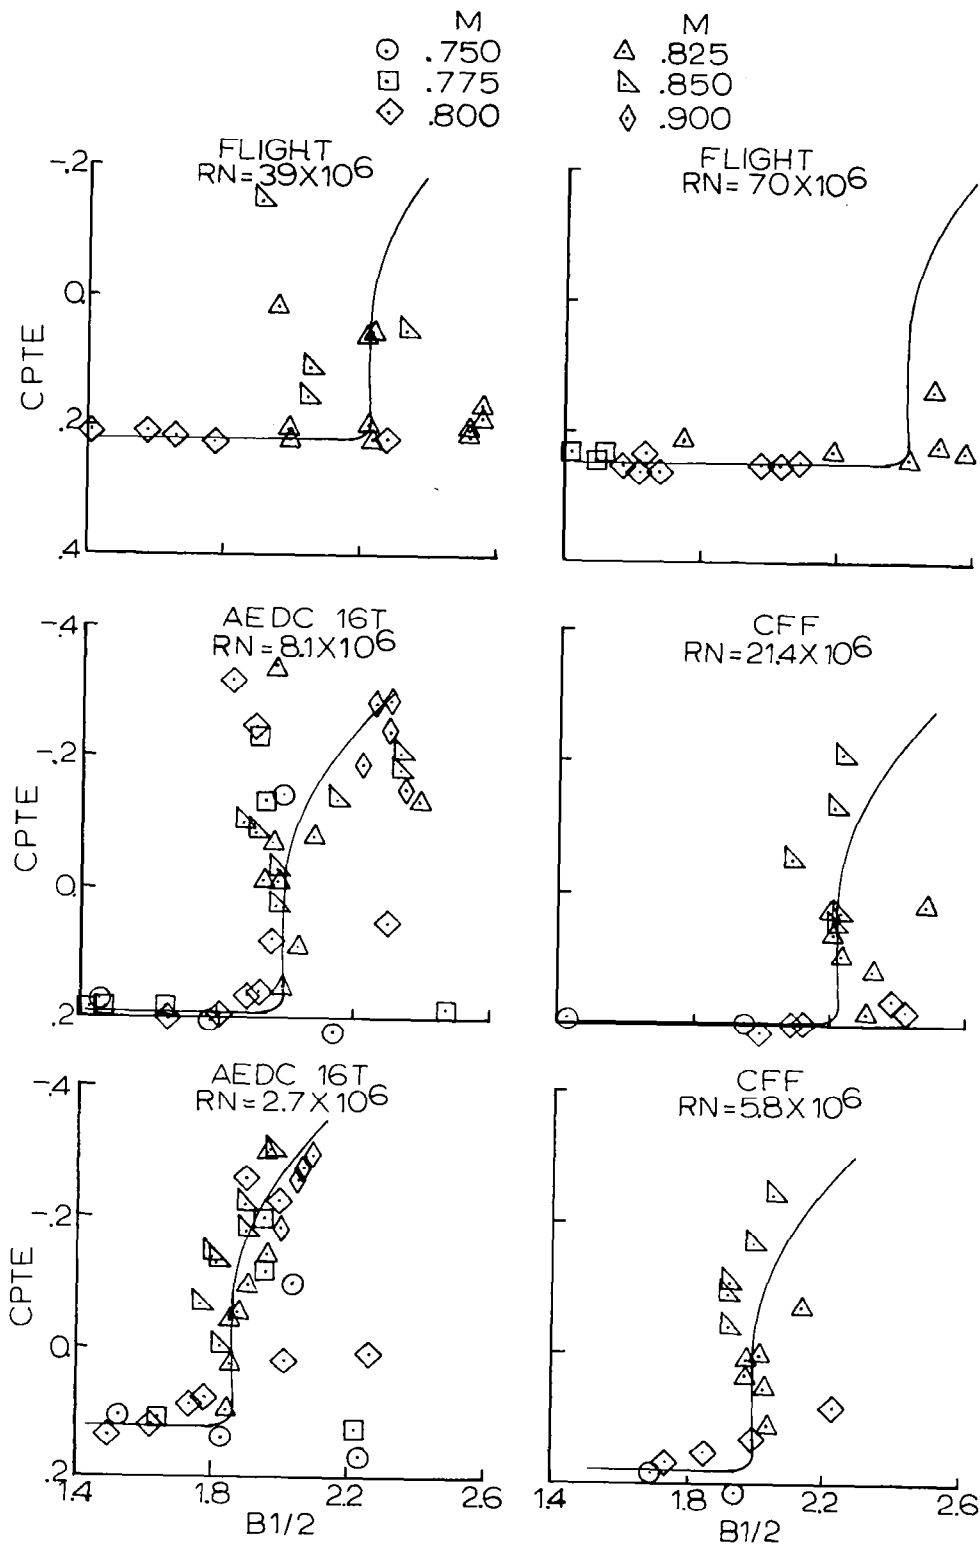 M M
.750 .825
.775 .850
.800 .900
FLIGHT
RN=39X10⁶
FLIGHT
RN=70X10⁶
-.2
0.
.2
.4
CPTE
AEDC 16T
RN=8.1X10⁶
CFF
RN=21.4X10⁶
-.4
-.2
0.
.2
CPTE
AEDC 16T
RN=2.7X10⁶
CFF
RN=5.8X10⁶
-.4
-.2
0.
.2
CPTE
1.4 1.8 2.2 2.6
B1/2
1.4 1.8 2.2 2.6
B1/2